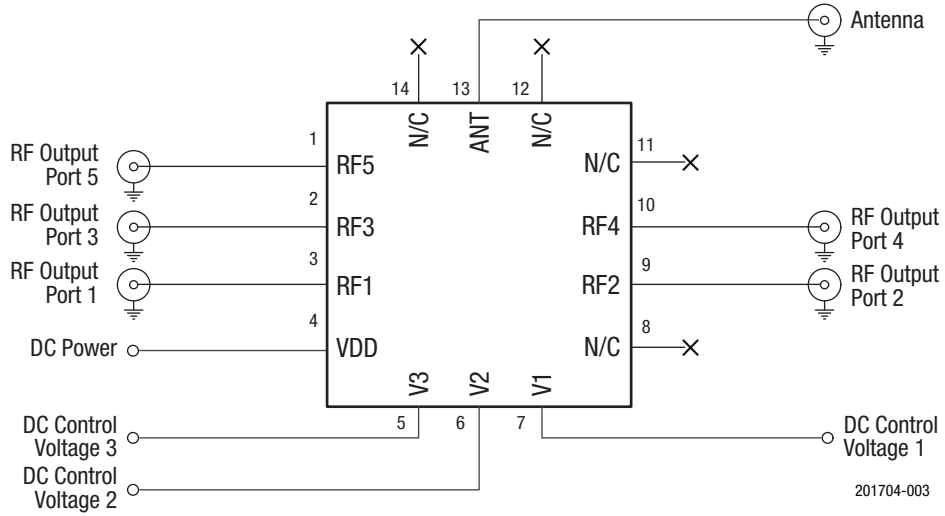 Antenna
14
13
12
N/C
ANT
N/C
RF Output
Port 5
1
RF5
N/C
11
RF Output
Port 3
2
RF3
RF4
10
RF Output
Port 4
RF Output
Port 1
3
RF1
RF2
9
RF Output
Port 2
DC Power
4
VDD
N/C
8
V3
V2
V1
5
6
7
DC Control
Voltage 3
DC Control
Voltage 1
DC Control
Voltage 2
201704-003